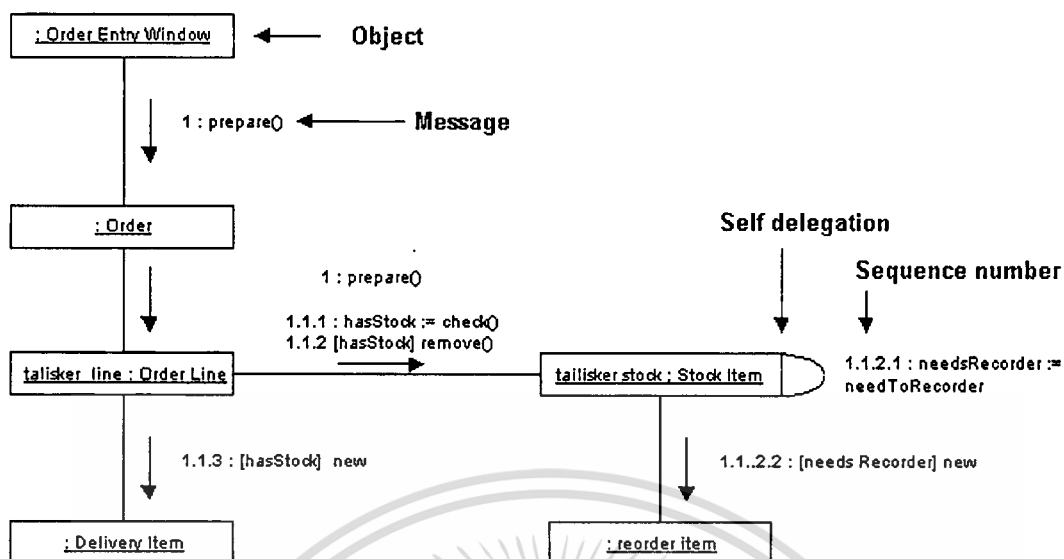 : Order Entry Window
Object
1 : prepare()
Message
: Order
Self delegation
Sequence number
1 : prepare()
1.1.1 : hasStock := check()
1.1.2 [hasStock] remove()
talisker line : Order Line
tailisker stock ; Stock Item
1.1.2.1 : needsRecorder :=
needToRecorder
1.1.3 : [hasStock] new
1.1..2.2 : [needs Recorder] new
: Delivery Item
: reorder item